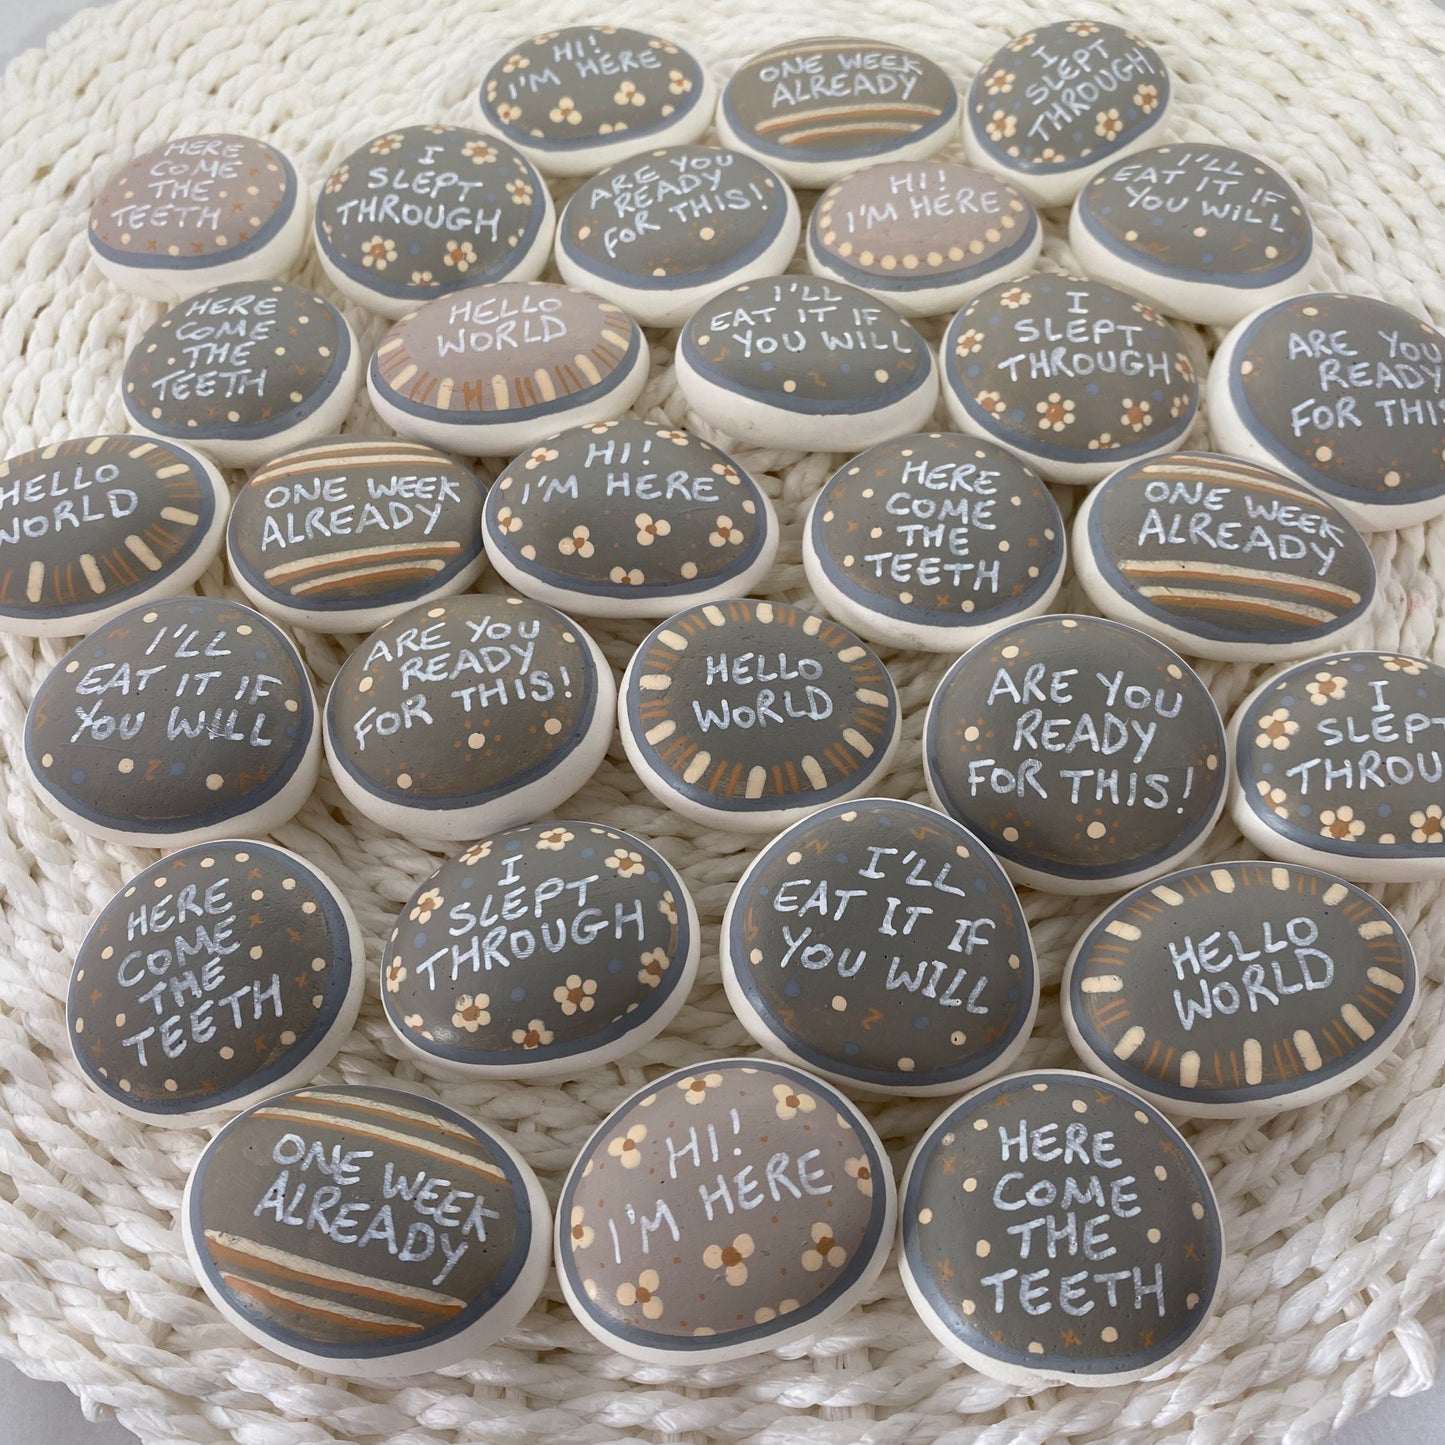 HI!
I'M HERE
ONE WEEK
ALREADY
I
SLEPT
THROUGH
HERE
COME
THE
TEETH
I
SLEPT
THROUGH
ARE YOU
READY
FOR THIS!
HI!
I'M HERE
I'LL
EAT IT IF
YOU WILL
HERE
COME
THE
TEETH
HELLO
WORLD
I'LL
EAT IT IF
YOU WILL
I
SLEPT
THROUGH
ARE YOU
READY
FOR THIS
HELLO
WORLD
ONE WEEK
ALREADY
HI!
I'M HERE
HERE
COME
THE
TEETH
ONE WEEK
ALREADY
I'LL
EAT IT IF
YOU WILL
ARE YOU
READY
FOR THIS!
HELLO
WORLD
ARE YOU
READY
FOR THIS!
I
SLEPT
THROU
HERE
COME
THE
TEETH
I
SLEPT
THROUGH
I'LL
EAT IT IF
YOU WILL
HELLO
WORLD
ONE WEEK
ALREADY
HI!
I'M HERE
HERE
COME
THE
TEETH